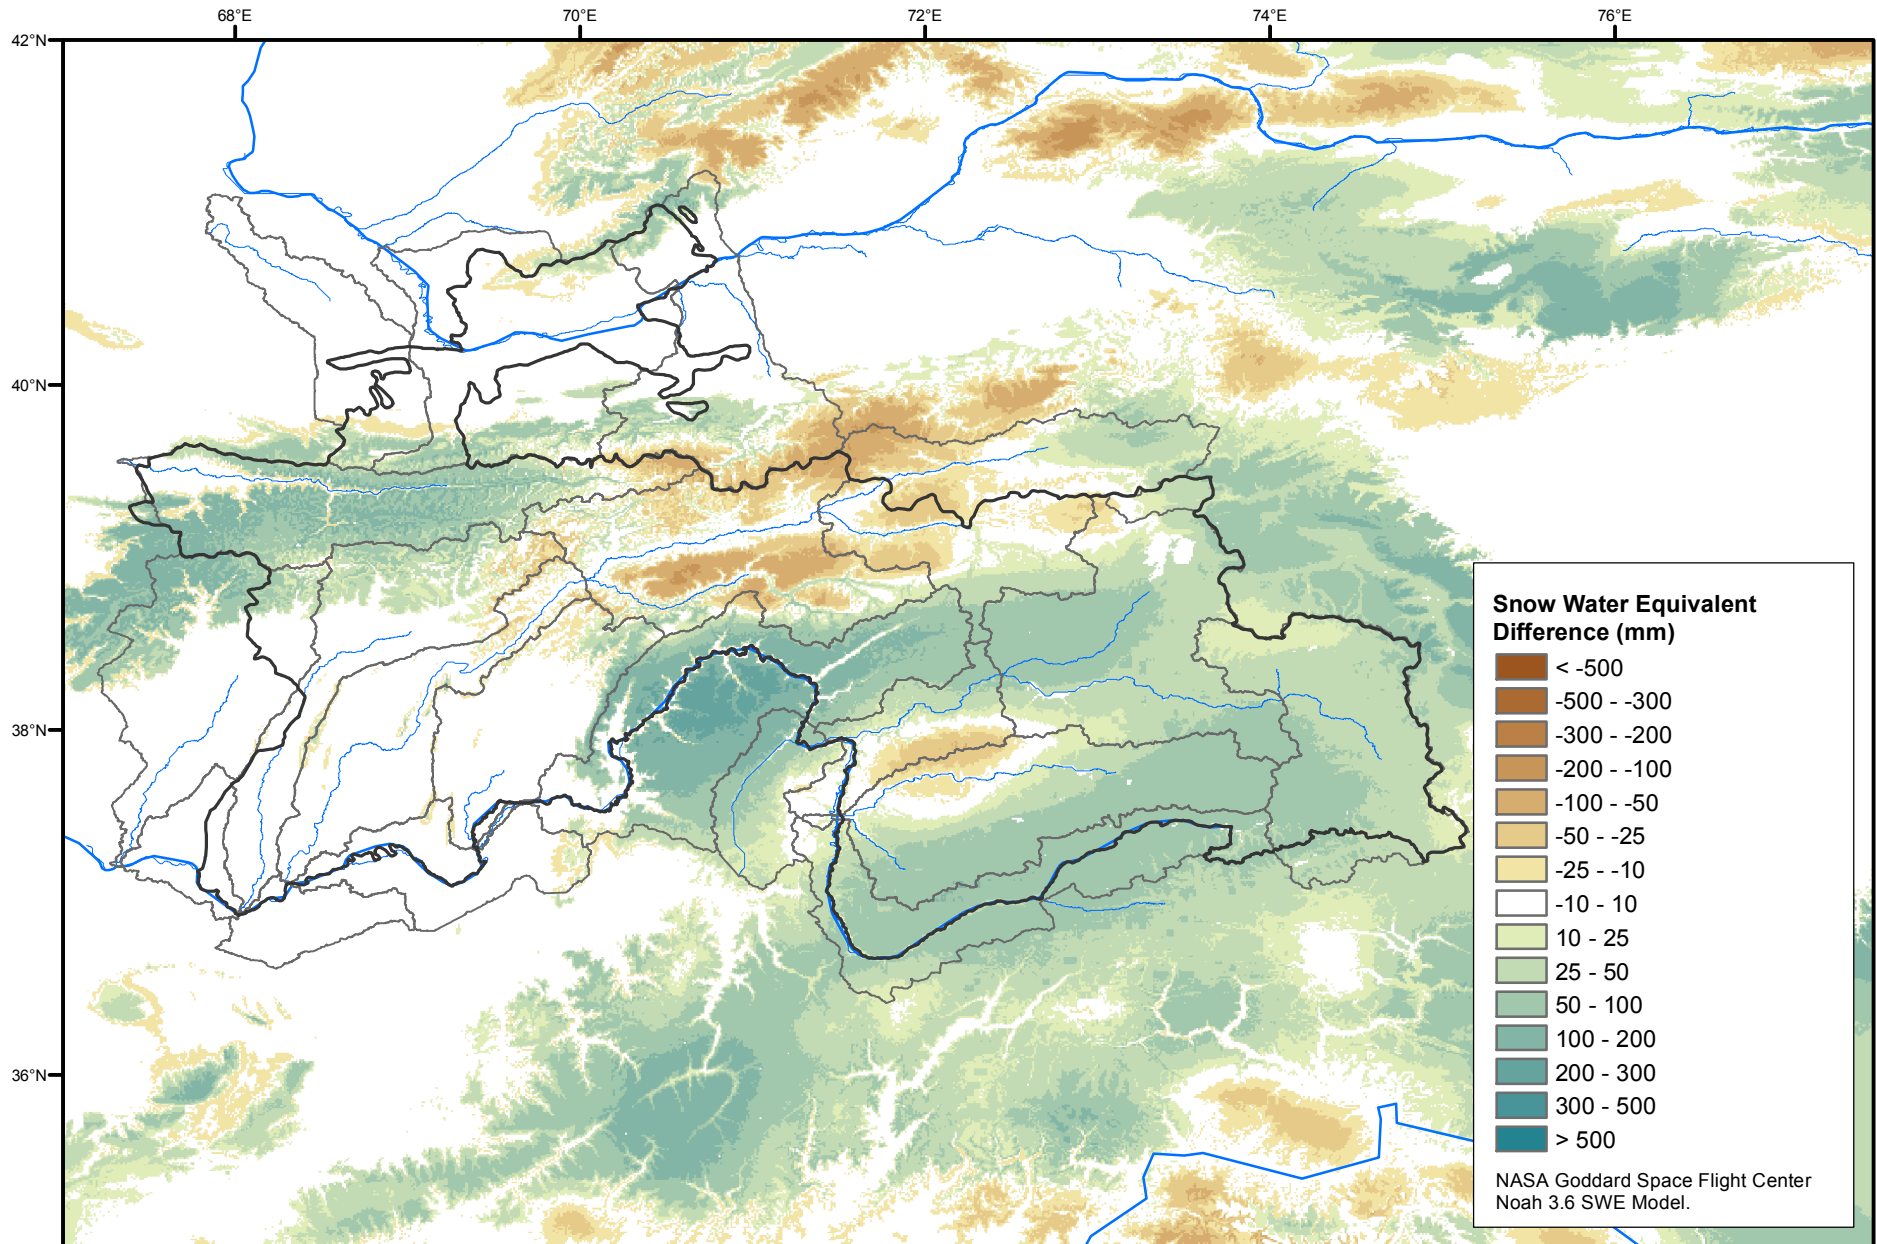 68°E
70°E
72°E
74°E
76°E
42°N
40°N
38°N
36°N
Snow Water Equivalent
Difference (mm)
< -500
-500 - -300
-300 - -200
-200 - -100
-100 - -50
-50 - -25
-25 - -10
-10 - 10
10 - 25
25 - 50
50 - 100
100 - 200
200 - 300
300 - 500
> 500
NASA Goddard Space Flight Center
Noah 3.6 SWE Model.